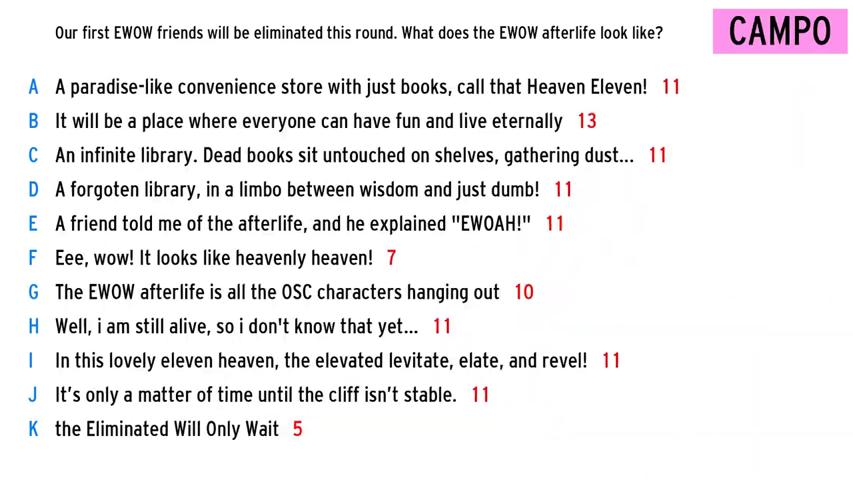 Our first EWOW friends will be eliminated this round. What does the EWOW afterlife look like?
CAMPO
A A paradise-like convenience store with just books, call that Heaven Eleven! 11
B It will be a place where everyone can have fun and live eternally 13
C An infinite library. Dead books sit untouched on shelves, gathering dust... 11
D A forgoten library, in a limbo between wisdom and just dumb! 11
E A friend told me of the afterlife, and he explained "EWOAH!" 11
F Eee, wow! It looks like heavenly heaven! 7
G The EWOW afterlife is all the OSC characters hanging out 10
H Well, i am still alive, so i don't know that yet... 11
I In this lovely eleven heaven, the elevated levitate, elate, and revel! 11
J It’s only a matter of time until the cliff isn’t stable. 11
K the Eliminated Will Only Wait 5